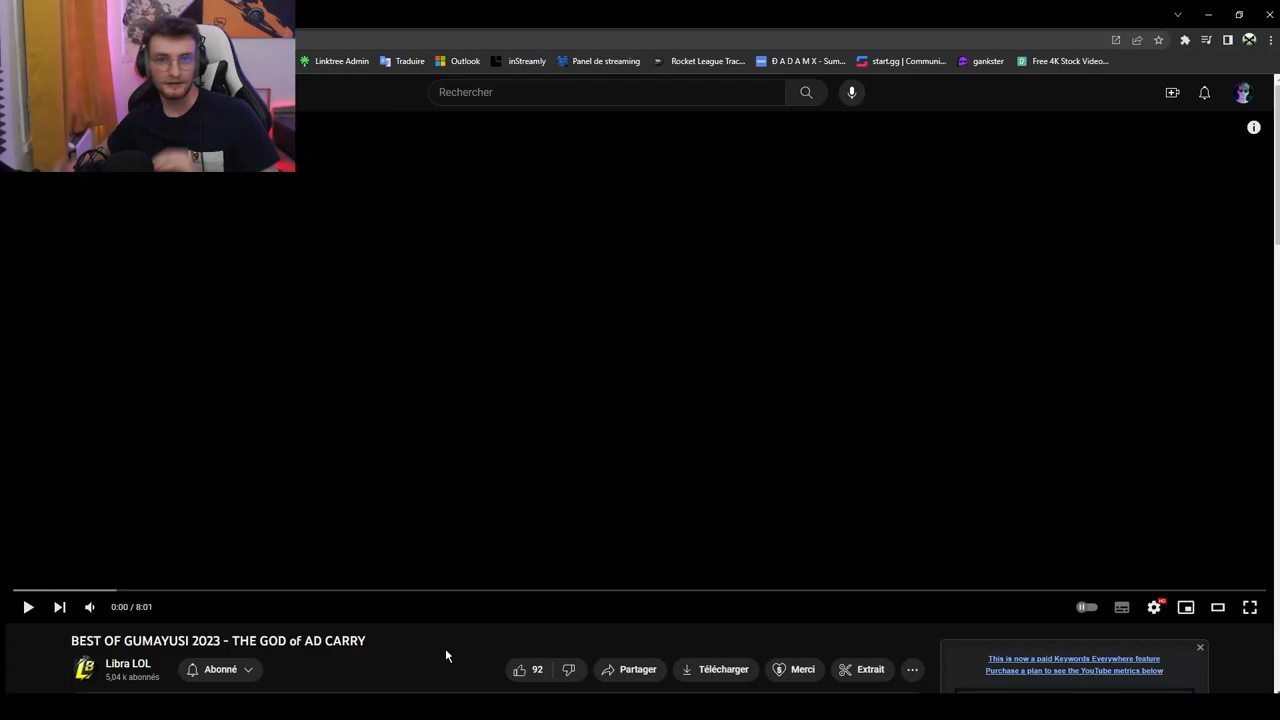 Linktree Admin
Traduire
Outlook
inStreamly
Panel de streaming
Rocket League Trac...
Ð A D A M X - Sum...
start.gg | Communi...
gankster
Free 4K Stock Video...
Rechercher
0:00 / 8:01
HD
BEST OF GUMAYUSI 2023 - THE GOD of AD CARRY
Libra LOL
5,04 k abonnés
Abonné
92
Partager
Télécharger
Merci
Extrait
This is now a paid Keywords Everywhere feature
Purchase a plan to see the YouTube metrics below